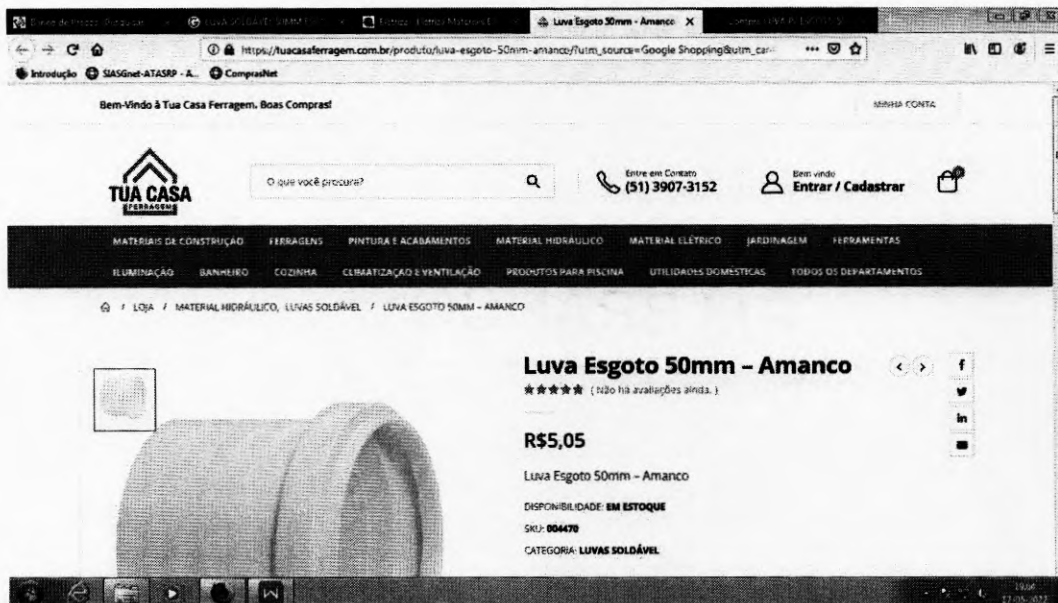 Luva Esgoto 50mm - Amanco X
https://tuacasaferragem.com.br/produto/luva-esgoto-50mm-amanco/?utm_source=Google Shopping&utm_car
Introdução SIASGnet-ATASRP - A... ComprasNet
Bem-Vindo à Tua Casa Ferragem. Boas Compras!
MINHA CONTA
TUA CASA
FERRAGEM
O que você procura?
Entre em Contato
(51) 3907-3152
Bem vindo
Entrar / Cadastrar
MATERIAIS DE CONSTRUÇÃO FERRAGENS PINTURA E ACABAMENTOS MATERIAL HIDRÁULICO MATERIAL ELÉTRICO JARDINAGEM FERRAMENTAS
ILUMINAÇÃO BANHEIRO COZINHA CLIMATIZAÇÃO E VENTILAÇÃO PRODUTOS PARA PISCINA UTILIDADES DOMÉSTICAS TODOS OS DEPARTAMENTOS
/ LOJA / MATERIAL HIDRÁULICO, LUVAS SOLDÁVEL / LUVA ESGOTO 50MM – AMANCO
Luva Esgoto 50mm – Amanco
( Não há avaliações ainda. )
R$5,05
Luva Esgoto 50mm – Amanco
DISPONIBILIDADE: EM ESTOQUE
SKU: 004470
CATEGORIA: LUVAS SOLDÁVEL